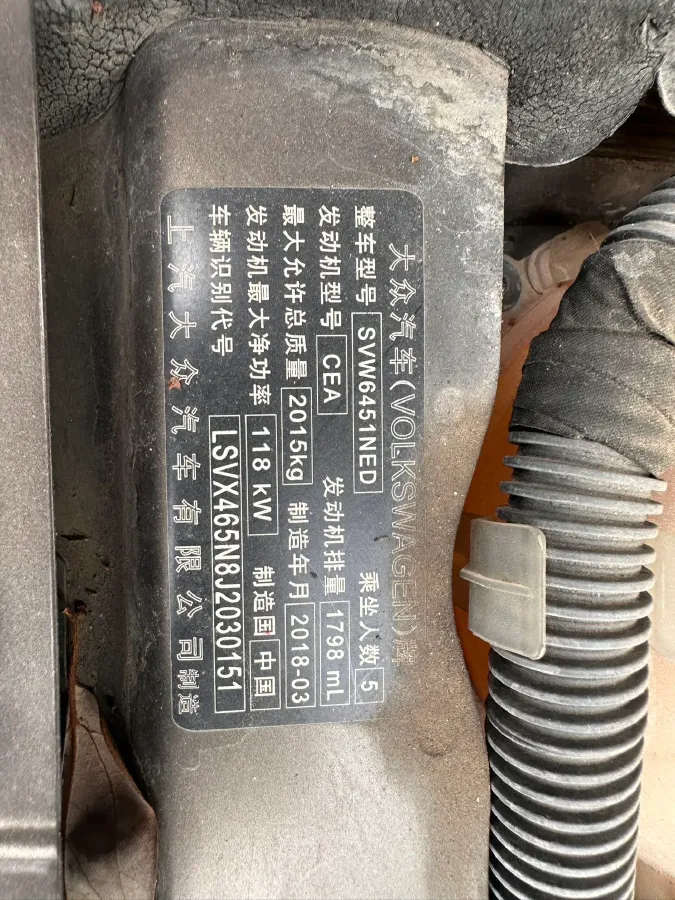 大众汽车(VOLKSWAGEN)牌
整车型号 SVW6451NED 乘坐人数 5
发动机型号 CEA 发动机排量 1798 mL
最大允许总质量 2015kg 制造年月 2018-03
发动机最大净功率 118 kW 制造国 中国
车辆识别代号 LSVX465N8J2030151
上汽大众汽车有限公司 制造